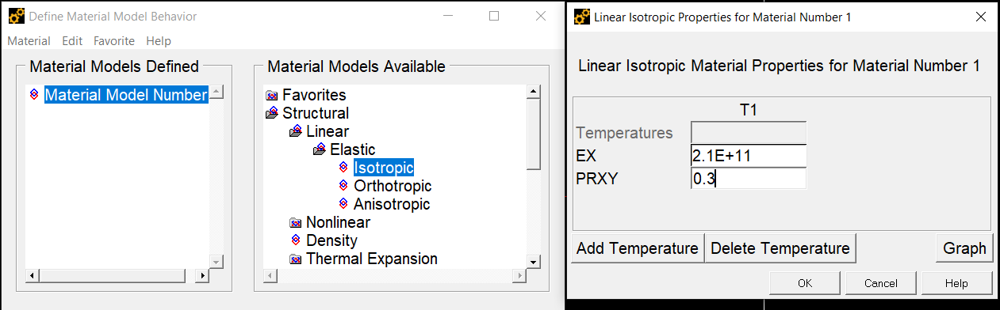 Define Material Model Behavior
Material Edit Favorite Help
Material Models Defined
Material Model Number
Material Models Available
Favorites
Structural
Linear
Elastic
Isotropic
Orthotropic
Anisotropic
Nonlinear
Density
Thermal Expansion
Linear Isotropic Properties for Material Number 1
Linear Isotropic Material Properties for Material Number 1
T1
Temperatures
EX 2.1E+11
PRXY 0.3
Add Temperature Delete Temperature Graph
OK Cancel Help